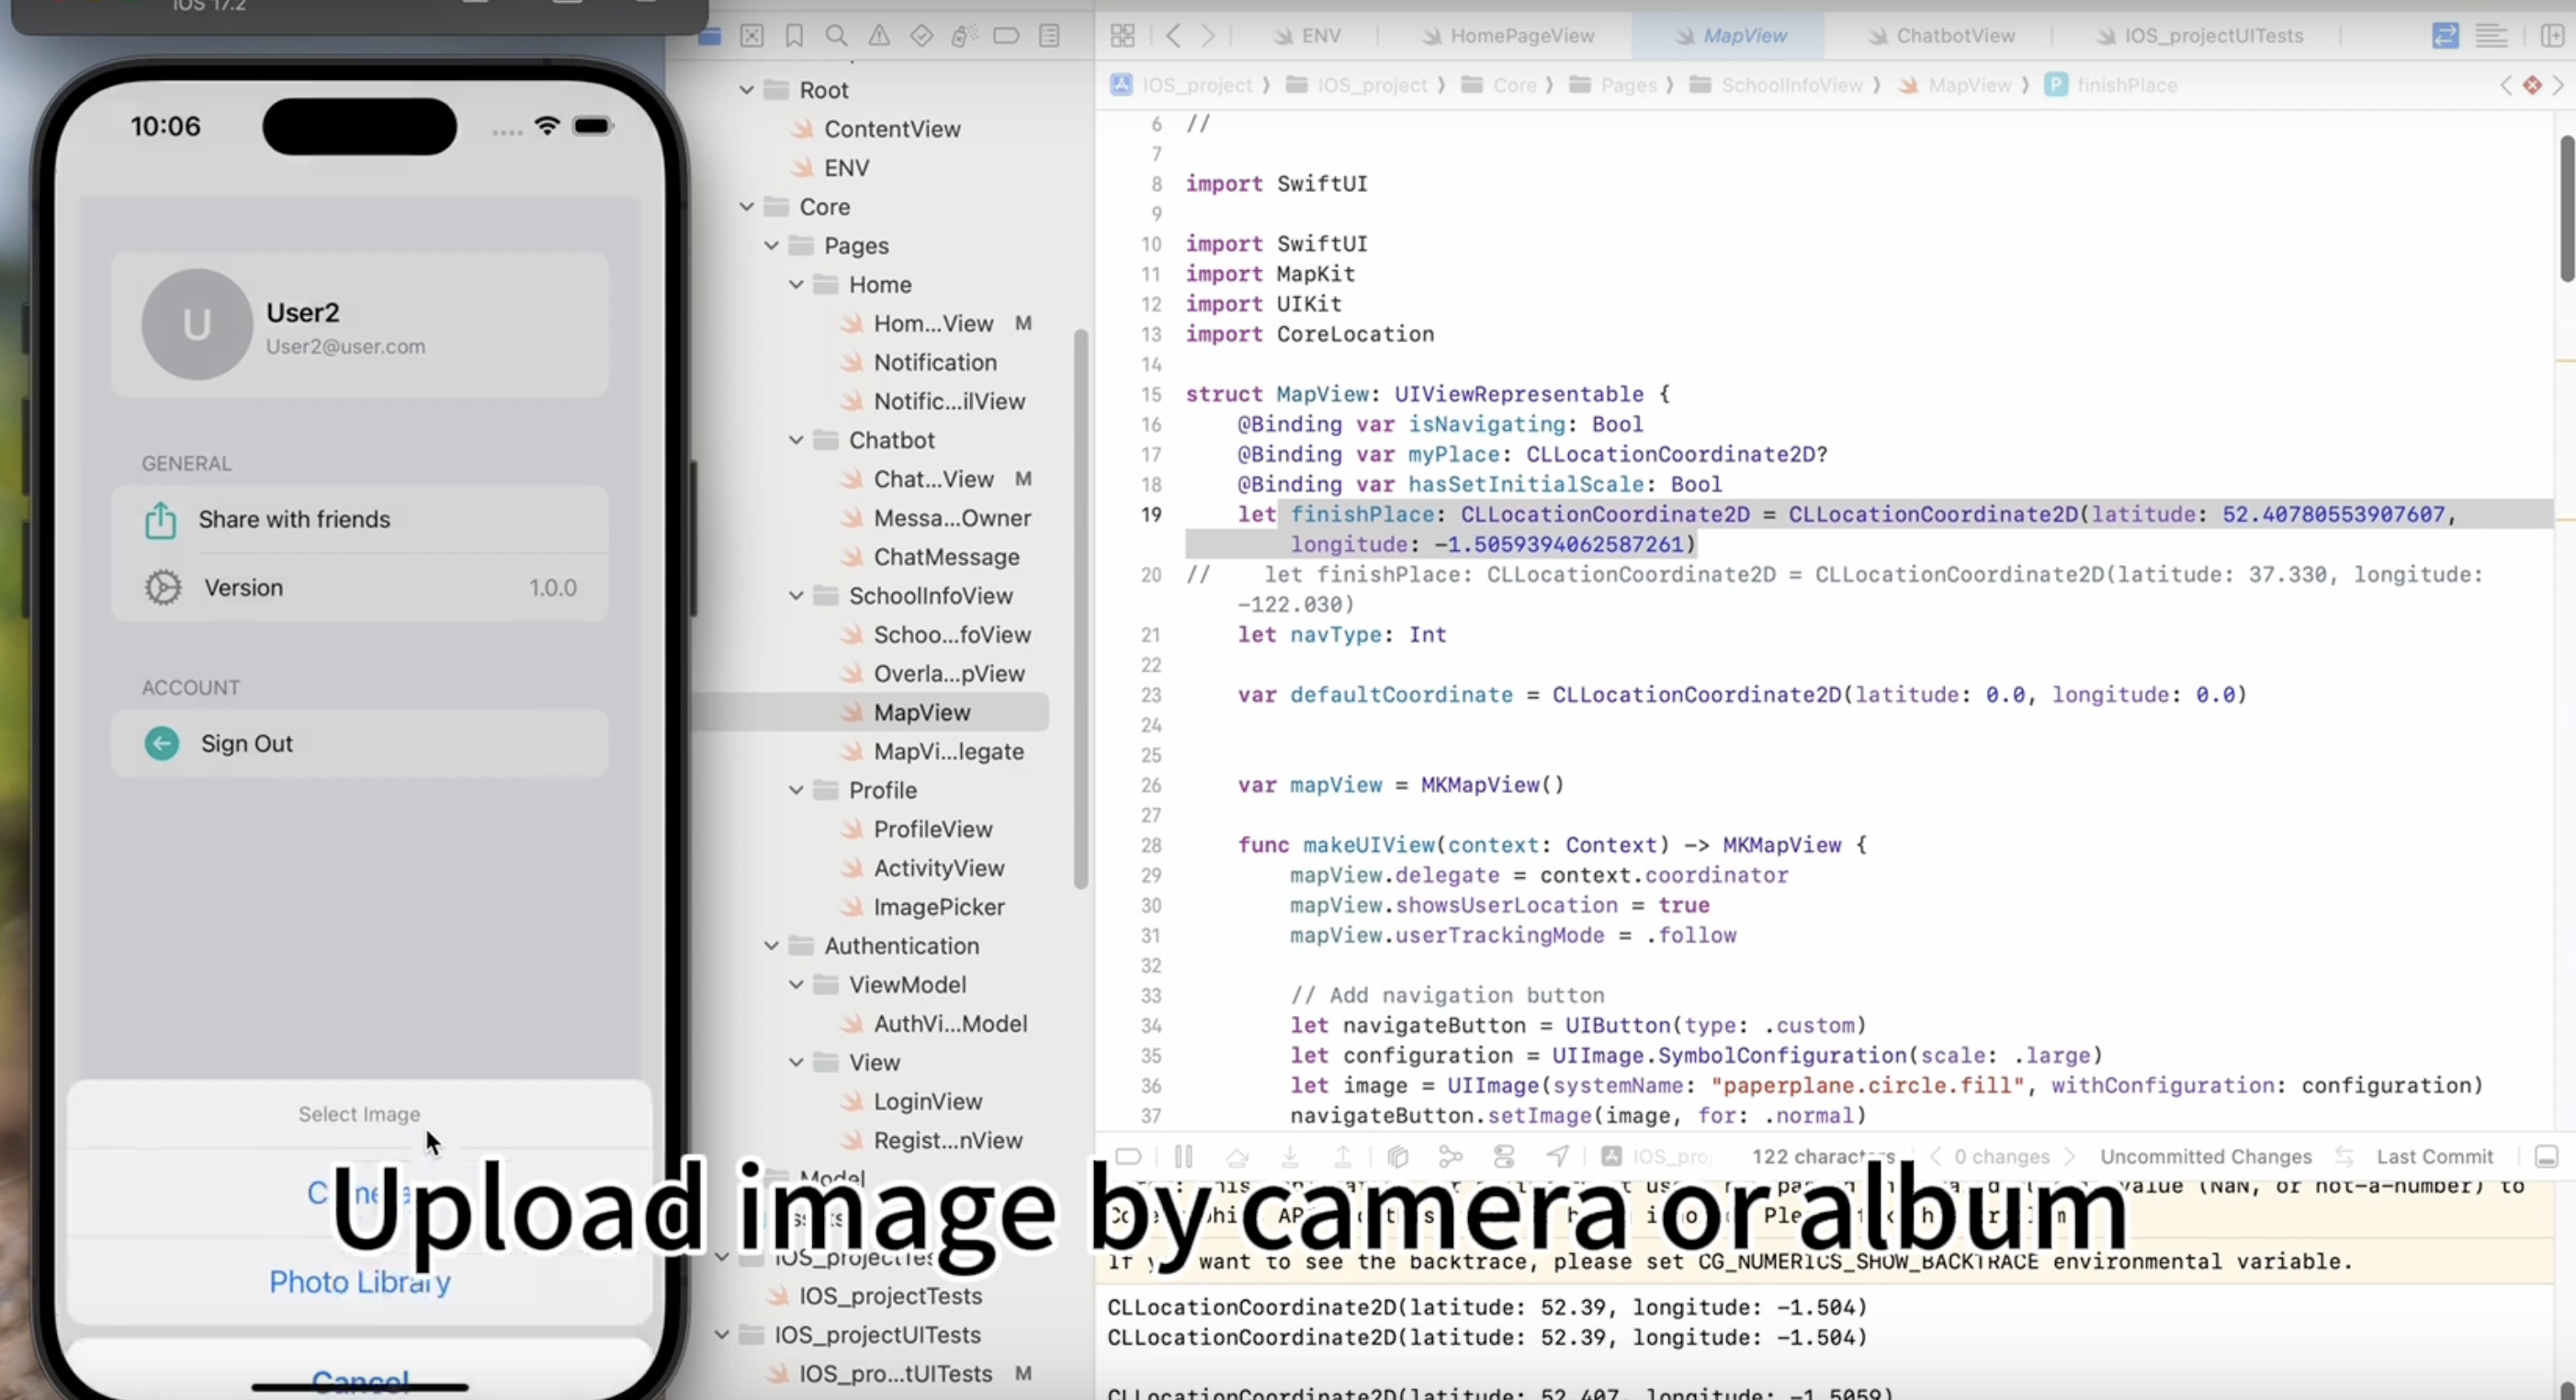 iOS 17.2
10:06
U
User2
User2@user.com
GENERAL
Share with friends
Version 1.0.0
ACCOUNT
Sign Out
Select Image
Photo Library
Cancel
Upload image by camera or album
Root
ContentView
ENV
Core
Pages
Home
Hom...View M
Notification
Notific...ilView
Chatbot
Chat...View M
Messa...Owner
ChatMessage
SchoolInfoView
Schoo...foView
Overla...pView
MapView
MapVi...legate
Profile
ProfileView
ActivityView
ImagePicker
Authentication
ViewModel
AuthVi...Model
View
LoginView
Regist...nView
Model
IOS_projectTests
IOS_projectUITests
IOS_pro...tUITests M
ENV HomePageView MapView ChatbotView IOS_projectUITests
IOS_project IOS_project Core Pages SchoolInfoView MapView P finishPlace
6 //
7
8 import SwiftUI
9
10 import SwiftUI
11 import MapKit
12 import UIKit
13 import CoreLocation
14
15 struct MapView: UIViewRepresentable {
16 @Binding var isNavigating: Bool
17 @Binding var myPlace: CLLocationCoordinate2D?
18 @Binding var hasSetInitialScale: Bool
19 let finishPlace: CLLocationCoordinate2D = CLLocationCoordinate2D(latitude: 52.40780553907607,
longitude: -1.5059394062587261)
20 // let finishPlace: CLLocationCoordinate2D = CLLocationCoordinate2D(latitude: 37.330, longitude:
-122.030)
21 let navType: Int
22
23 var defaultCoordinate = CLLocationCoordinate2D(latitude: 0.0, longitude: 0.0)
24
25
26 var mapView = MKMapView()
27
28 func makeUIView(context: Context) -> MKMapView {
29 mapView.delegate = context.coordinator
30 mapView.showsUserLocation = true
31 mapView.userTrackingMode = .follow
32
33 // Add navigation button
34 let navigateButton = UIButton(type: .custom)
35 let configuration = UIImage.SymbolConfiguration(scale: .large)
36 let image = UIImage(systemName: "paperplane.circle.fill", withConfiguration: configuration)
37 navigateButton.setImage(image, for: .normal)
122 characters 0 changes Uncommitted Changes Last Commit
value (NaN, or not-a-number) to
want to see the backtrace, please set CG_NUMERICS_SHOW_BACKTRACE environmental variable.
CLLocationCoordinate2D(latitude: 52.39, longitude: -1.504)
CLLocationCoordinate2D(latitude: 52.39, longitude: -1.504)
CLLocationCoordinate2D(latitude: 52.407, longitude: -1.5059)